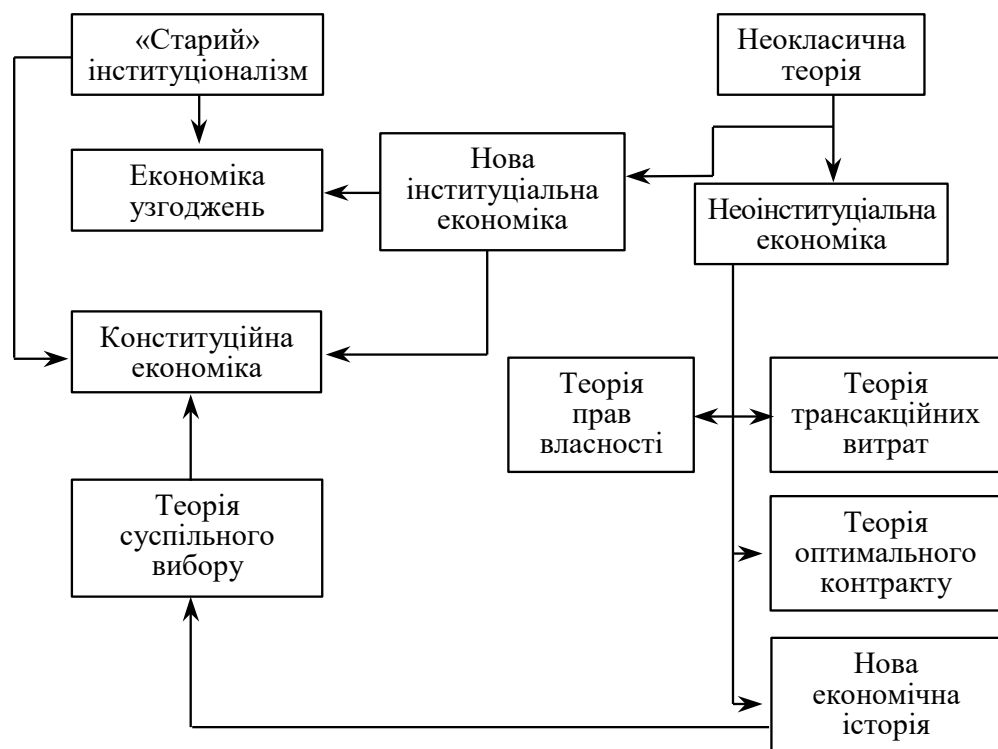 «Старий»
інституціоналізм
Неокласична
теорія
Економіка
узгоджень
Нова
інституціальна
економіка
Неоінституціальна
економіка
Конституційна
економіка
Теорія
прав
власності
Теорія
трансакційних
витрат
Теорія
суспільного
вибору
Теорія
оптимального
контракту
Нова
економічна
історія